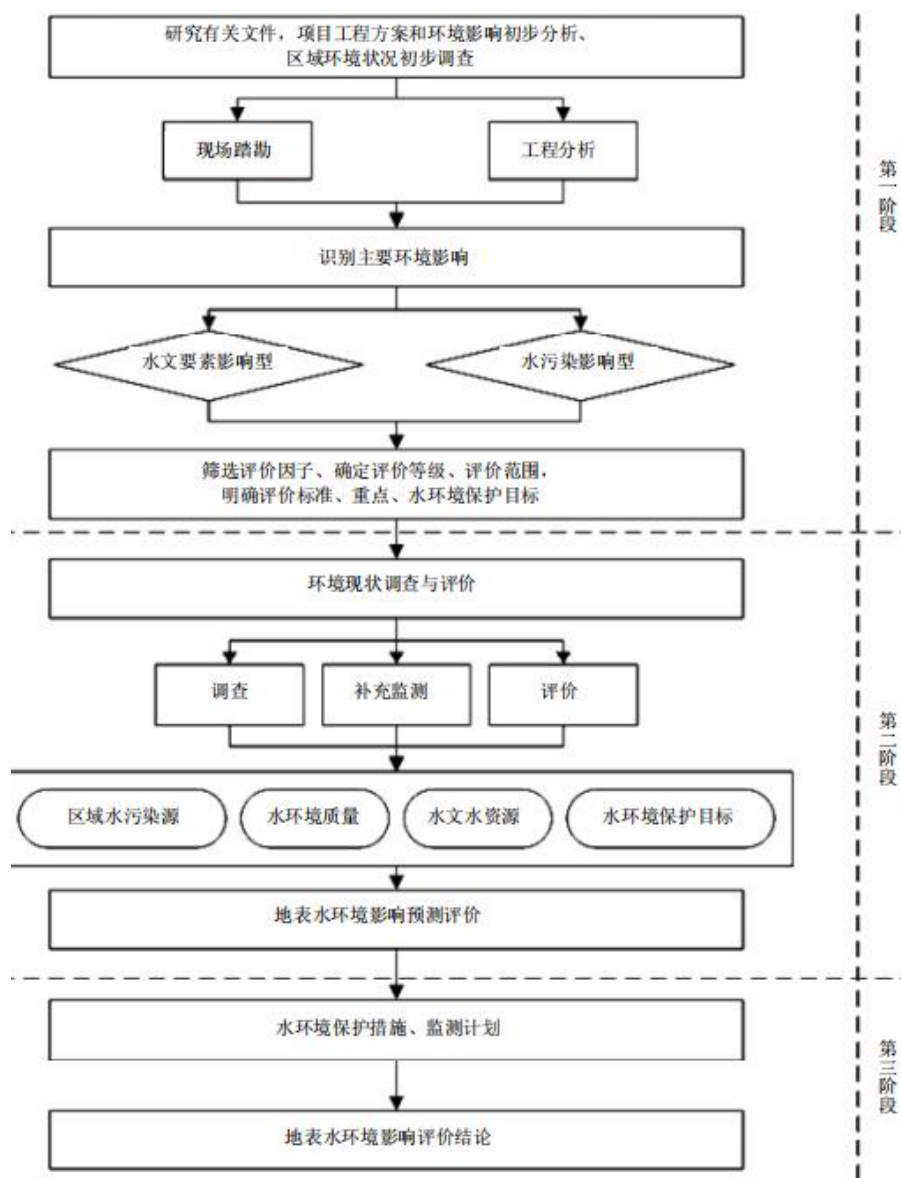 研究有关文件，项目工程方案和环境影响初步分析、
区域环境状况初步调查
现场踏勘
工程分析
识别主要环境影响
水文要素影响型
水污染影响型
筛选评价因子、确定评价等级、评价范围，
明确评价标准、重点、水环境保护目标
第一阶段
环境现状调查与评价
调查
补充监测
评价
区域水污染源
水环境质量
水文水资源
水环境保护目标
地表水环境影响预测评价
第二阶段
水环境保护措施、监测计划
地表水环境影响评价结论
第三阶段